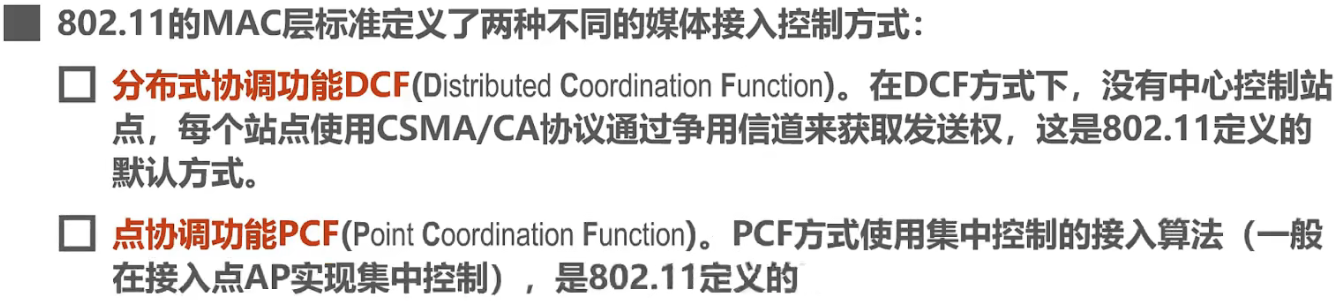 802.11的MAC层标准定义了两种不同的媒体接入控制方式：
分布式协调功能DCF(Distributed Coordination Function)。在DCF方式下，没有中心控制站
点，每个站点使用CSMA/CA协议通过争用信道来获取发送权，这是802.11定义的
默认方式。
点协调功能PCF(Point Coordination Function)。PCF方式使用集中控制的接入算法（一般
在接入点AP实现集中控制），是802.11定义的